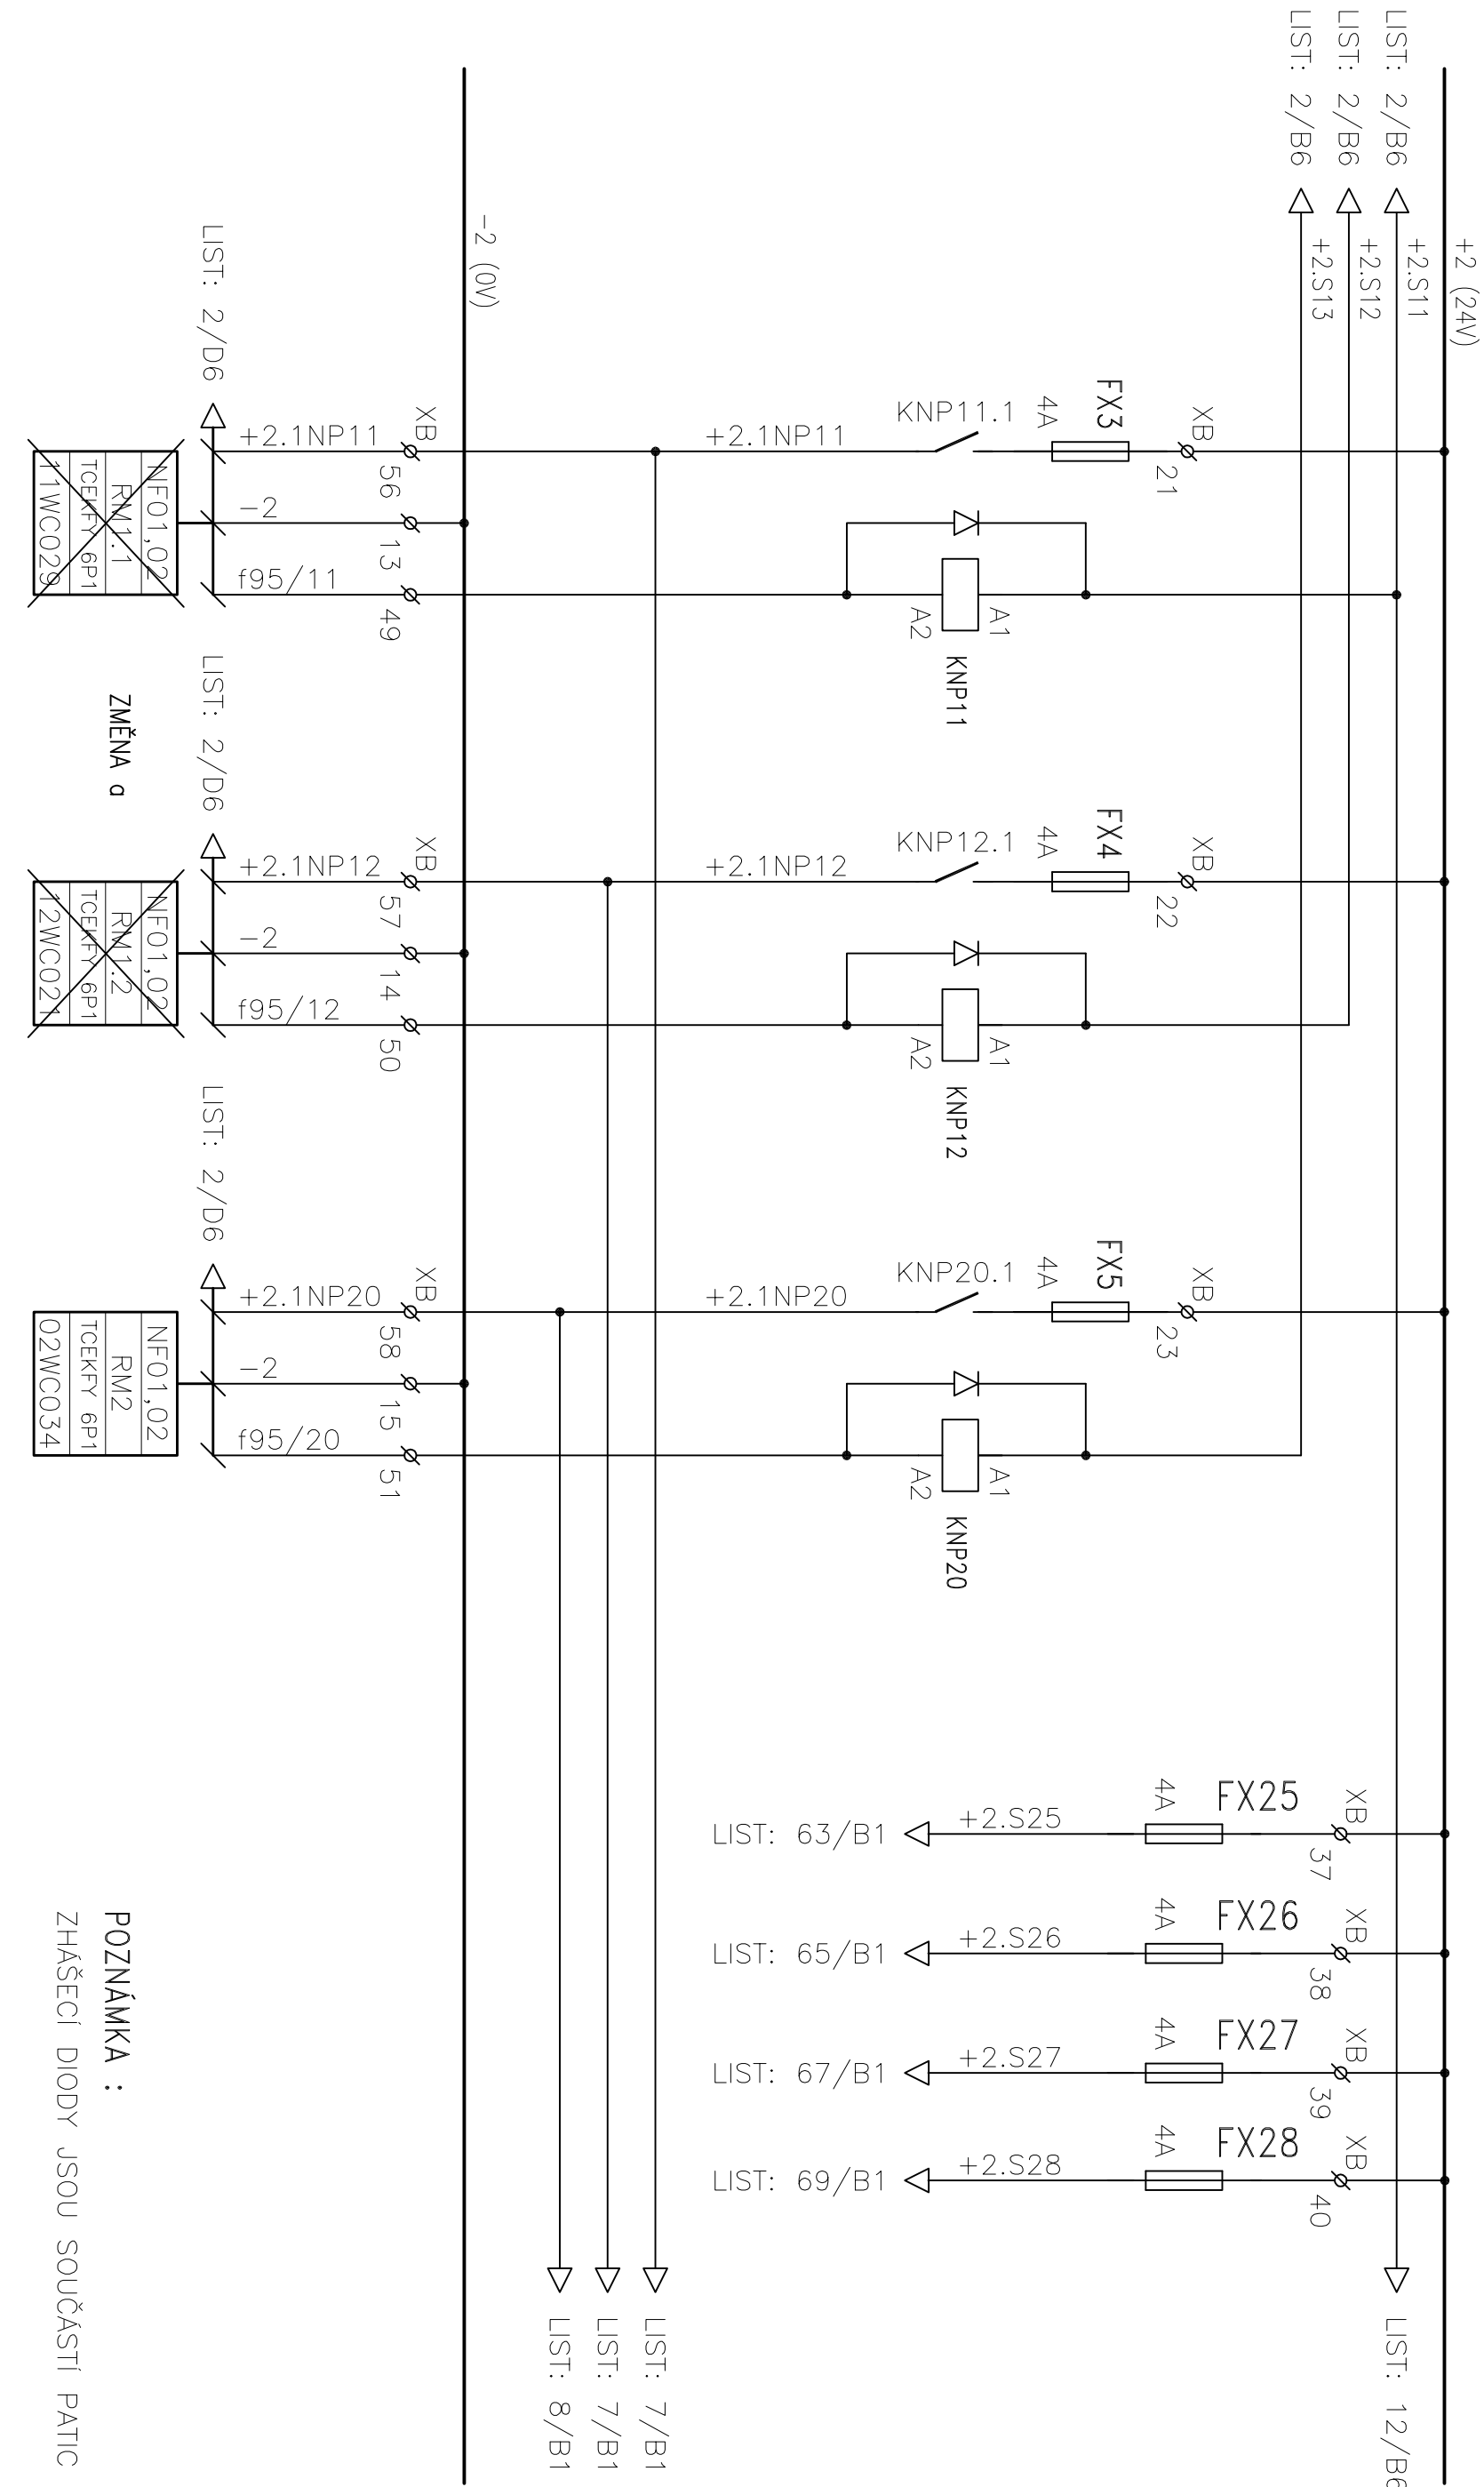 +2 (24V)
LIST: 2/B6
+2.S11
LIST: 12/B6
LIST: 2/B6
+2.S12
LIST: 2/B6
+2.S13
XB
21
FX3
4A
KNP11.1
+2.1NP11
A1
A2
KNP11
XB
22
FX4
4A
KNP12.1
+2.1NP12
A1
A2
KNP12
XB
23
FX5
4A
KNP20.1
+2.1NP20
A1
A2
KNP20
XB
37
FX25
4A
+2.S25
LIST: 63/B1
XB
38
FX26
4A
+2.S26
LIST: 65/B1
XB
39
FX27
4A
+2.S27
LIST: 67/B1
XB
40
FX28
4A
+2.S28
LIST: 69/B1
LIST: 7/B1
LIST: 7/B1
LIST: 8/B1
-2 (0V)
XB
56
13
49
+2.1NP11
-2
f95/11
LIST: 2/D6
NF01,02
RM1.1
TCEKFY 6P1
11WC029
ZMĚNA a
XB
57
14
50
+2.1NP12
-2
f95/12
LIST: 2/D6
NF01,02
RM1.2
TCEKFY 6P1
12WC021
XB
58
15
51
+2.1NP20
-2
f95/20
LIST: 2/D6
NF01,02
RM2
TCEKFY 6P1
02WC034
POZNÁMKA :
ZHÁŠECÍ DIODY JSOU SOUČÁSTÍ PATIC